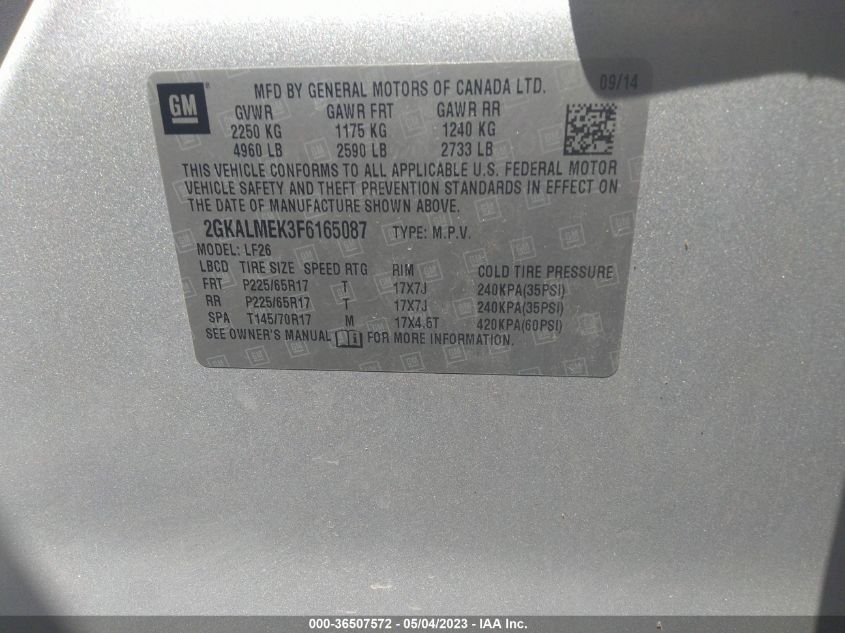 GM
MFD BY GENERAL MOTORS OF CANADA LTD. 09/14
GVWR GAWR FRT GAWR RR
2250 KG 1175 KG 1240 KG
4960 LB 2590 LB 2733 LB
THIS VEHICLE CONFORMS TO ALL APPLICABLE U.S. FEDERAL MOTOR
VEHICLE SAFETY AND THEFT PREVENTION STANDARDS IN EFFECT ON
THE DATE OF MANUFACTURE SHOWN ABOVE.
2GKALMEK3F6165087 TYPE: M.P.V.
MODEL: LF26
LBCD TIRE SIZE SPEED RTG RIM COLD TIRE PRESSURE
FRT P225/65R17 T 17X7J 240KPA(35PSI)
RR P225/65R17 T 17X7J 240KPA(35PSI)
SPA T145/70R17 M 17X4.5T 420KPA(60PSI)
SEE OWNER'S MANUAL FOR MORE INFORMATION.
000-36507572 - 05/04/2023 - IAA Inc.